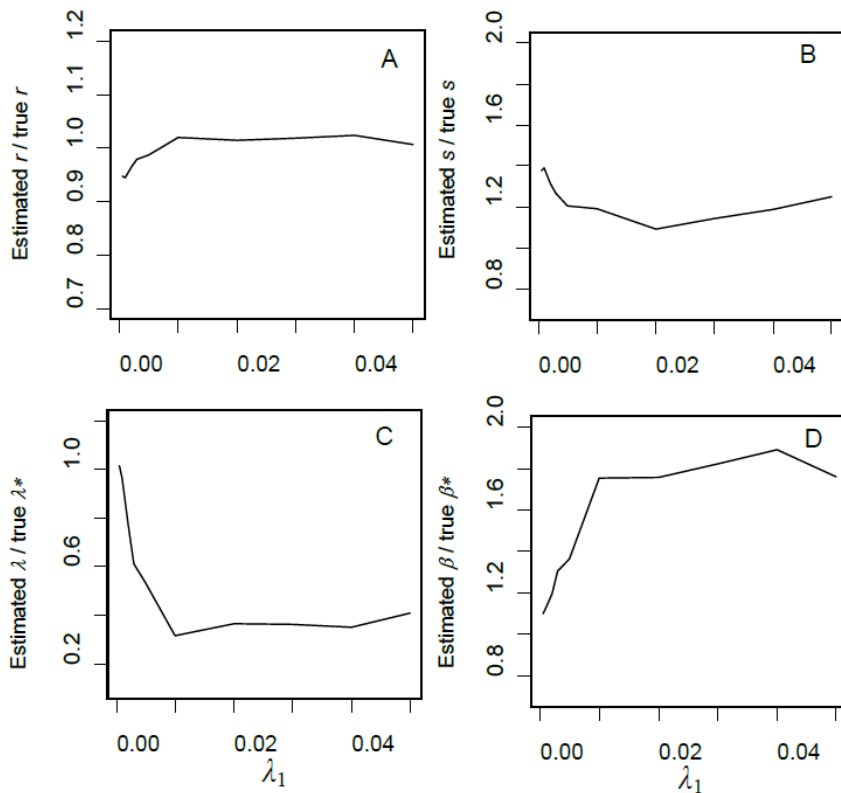 A
Estimated r / true r
1.2
1.1
1.0
0.9
0.8
0.7
0.00
0.02
0.04
B
Estimated s / true s
2.0
1.6
1.2
0.8
0.00
0.02
0.04
C
Estimated λ / true λ*
1.0
0.6
0.2
0.00
0.02
0.04
λ1
D
Estimated β / true β*
2.0
1.6
1.2
0.8
0.00
0.02
0.04
λ1